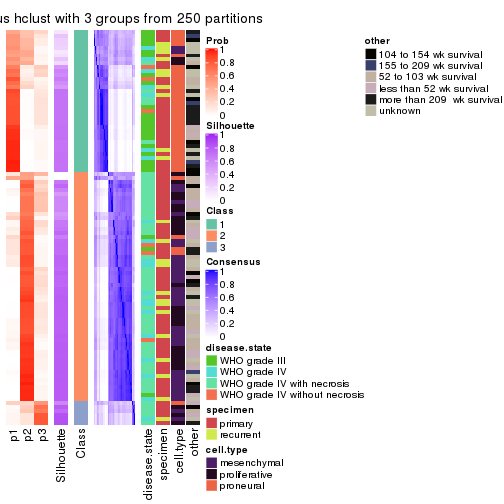 us hclust with 3 groups from 250 partitions
Prob
1
0.8
0.6
0.4
0.2
0
Silhouette
1
0.8
0.6
0.4
0.2
0
Class
1
2
3
Consensus
1
0.8
0.6
0.4
0.2
0
disease.state
WHO grade III
WHO grade IV
WHO grade IV with necrosis
WHO grade IV without necrosis
specimen
primary
recurrent
cell.type
mesenchymal
proliferative
proneural
other
104 to 154 wk survival
155 to 209 wk survival
52 to 103 wk survival
less than 52 wk survival
more than 209 wk survival
unknown
p1
p2
p3
Silhouette
Class
disease.state
specimen
cell.type
other